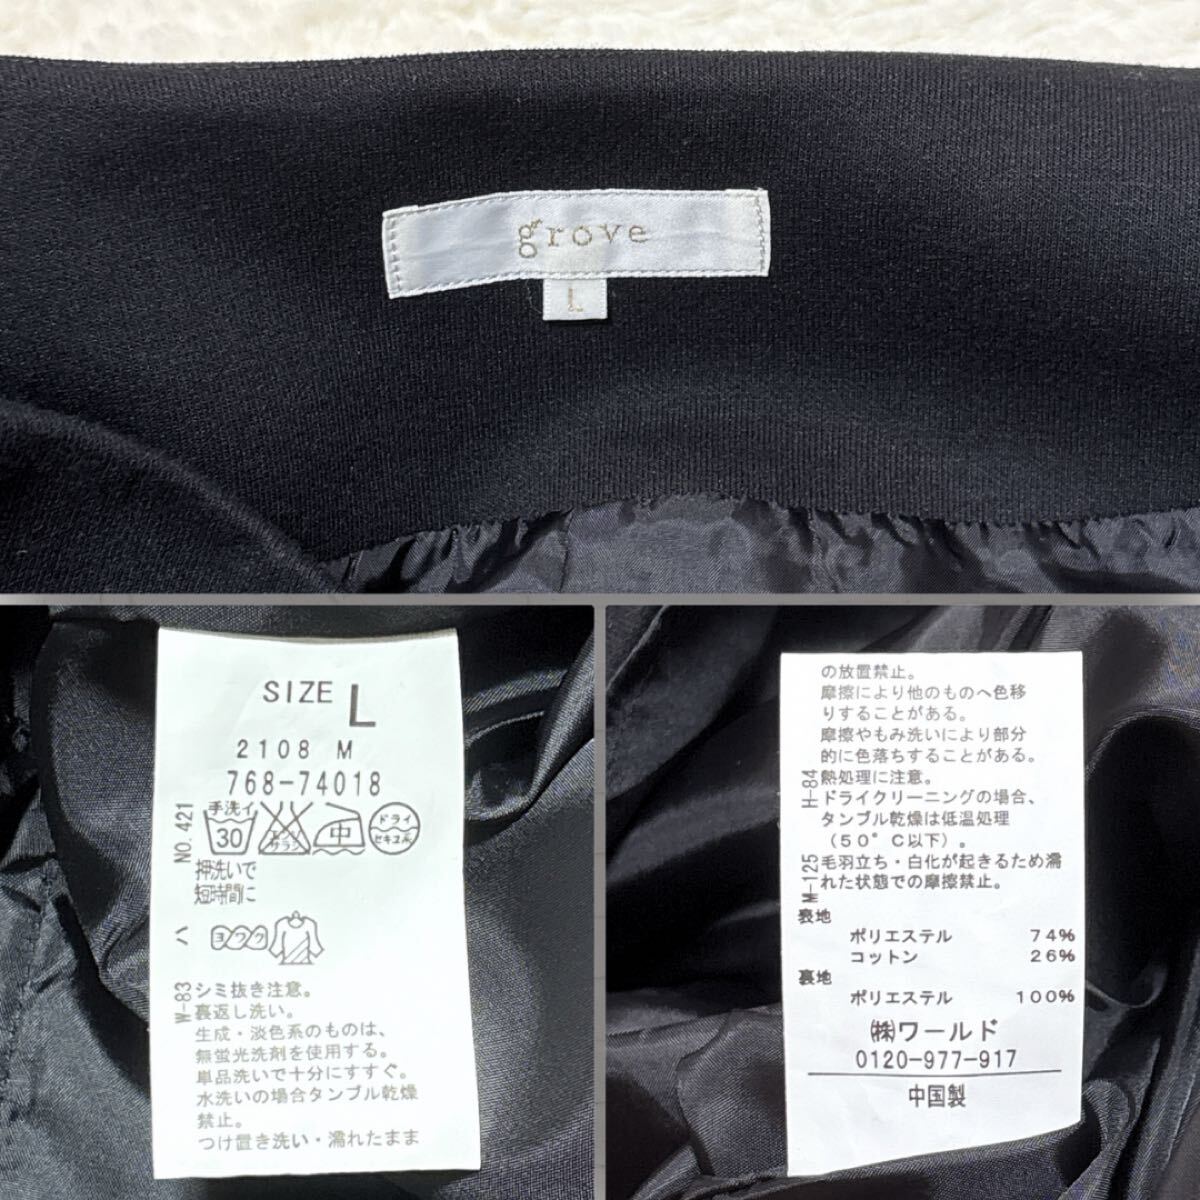 grove
L
SIZE L
2108 M
768-74018
NO.421
手洗イ
30
エンソ
サラシ
中
ドライ
セキユ系
押洗いで
短時間に
ハ
ヨワク
W-83 シミ抜き注意。
裏返し洗い。
生成・淡色系のものは、
無蛍光洗剤を使用する。
単品洗いで十分にすすぐ。
水洗いの場合タンブル乾燥
禁止。
つけ置き洗い・濡れたまま
の放置禁止。
摩擦により他のものへ色移
りすることがある。
摩擦やもみ洗いにより部分
的に色落ちすることがある。
H-84 熱処理に注意。
ドライクリーニングの場合、
タンブル乾燥は低温処理
（50°C以下）。
M-125 毛羽立ち・白化が起きるため濡
れた状態での摩擦禁止。
表地
ポリエステル 74%
コットン 26%
裏地
ポリエステル 100%
㈱ワールド
0120-977-917
中国製